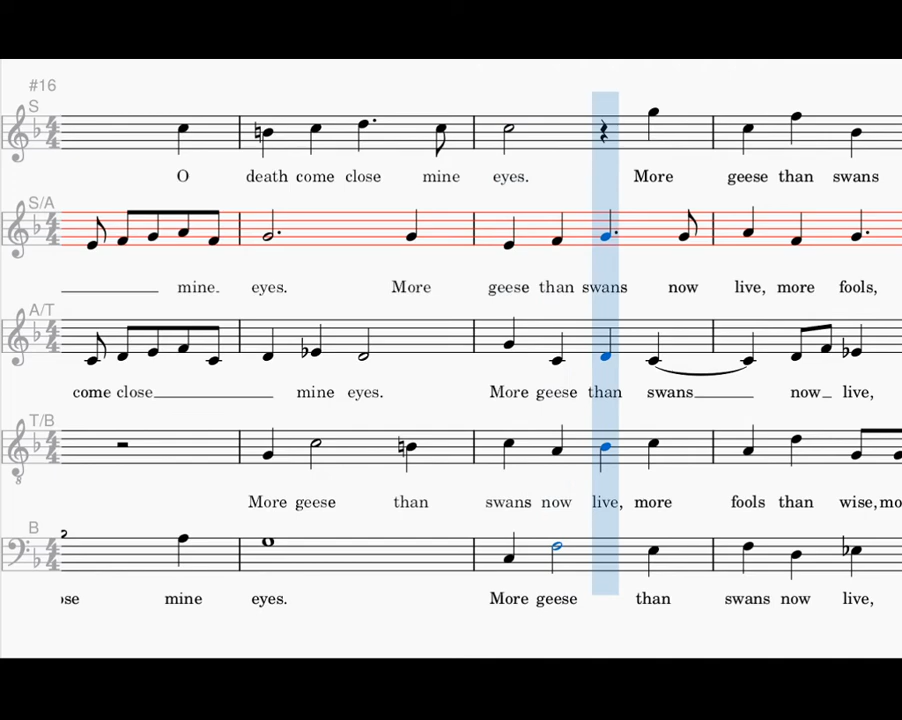 #16
S
O death come close mine eyes. More geese than swans
S/A
mine eyes. More geese than swans now live, more fools,
A/T
come close mine eyes. More geese than swans now live,
T/B
8
More geese than swans now live, more fools than wise,
B
mine eyes. More geese than swans now live,